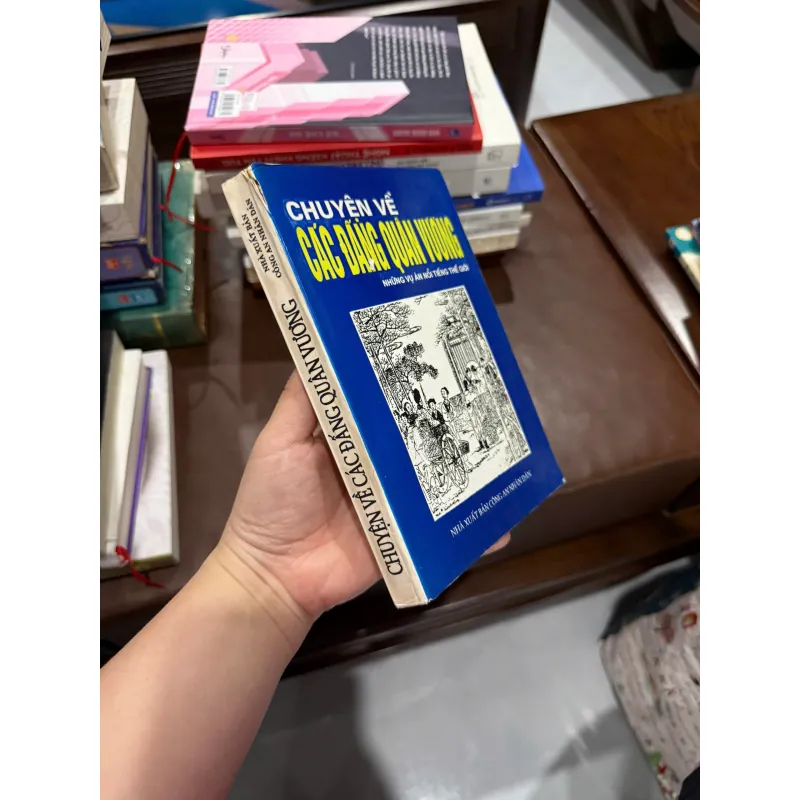 CHUYỆN VỀ
CÁC ĐẤNG QUÂN VƯƠNG
NHỮNG VỤ ÁN NỔI TIẾNG THẾ GIỚI
NHÀ XUẤT BẢN CÔNG AN NHÂN DÂN
NHÀ XUẤT BẢN
CÔNG AN NHÂN DÂN
CHUYỆN VỀ CÁC ĐẤNG QUÂN VƯƠNG